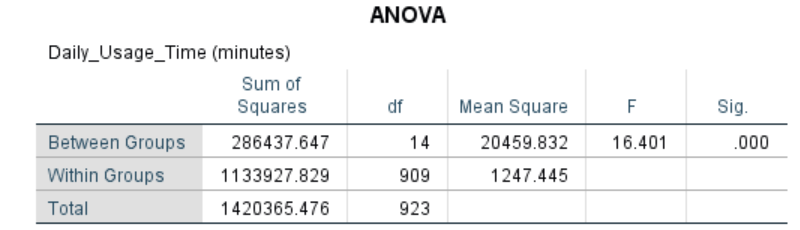 ANOVA
Daily_Usage_Time (minutes)
Sum of Squares df Mean Square F Sig.
Between Groups 286437.647 14 20459.832 16.401 .000
Within Groups 1133927.829 909 1247.445
Total 1420365.476 923